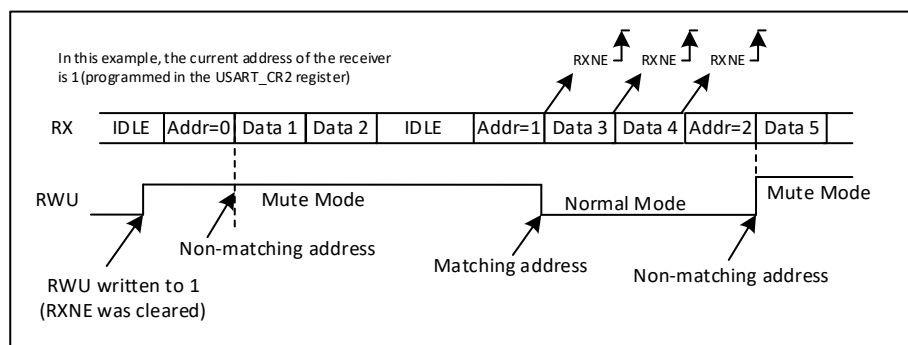 In this example, the current address of the receiver
is 1(programmed in the USART_CR2 register)
RXNE RXNE RXNE
RX IDLE Addr=0 Data 1 Data 2 IDLE Addr=1 Data 3 Data 4 Addr=2 Data 5
RWU Mute Mode Normal Mode Mute Mode
Non-matching address Matching address Non-matching address
RWU written to 1
(RXNE was cleared)